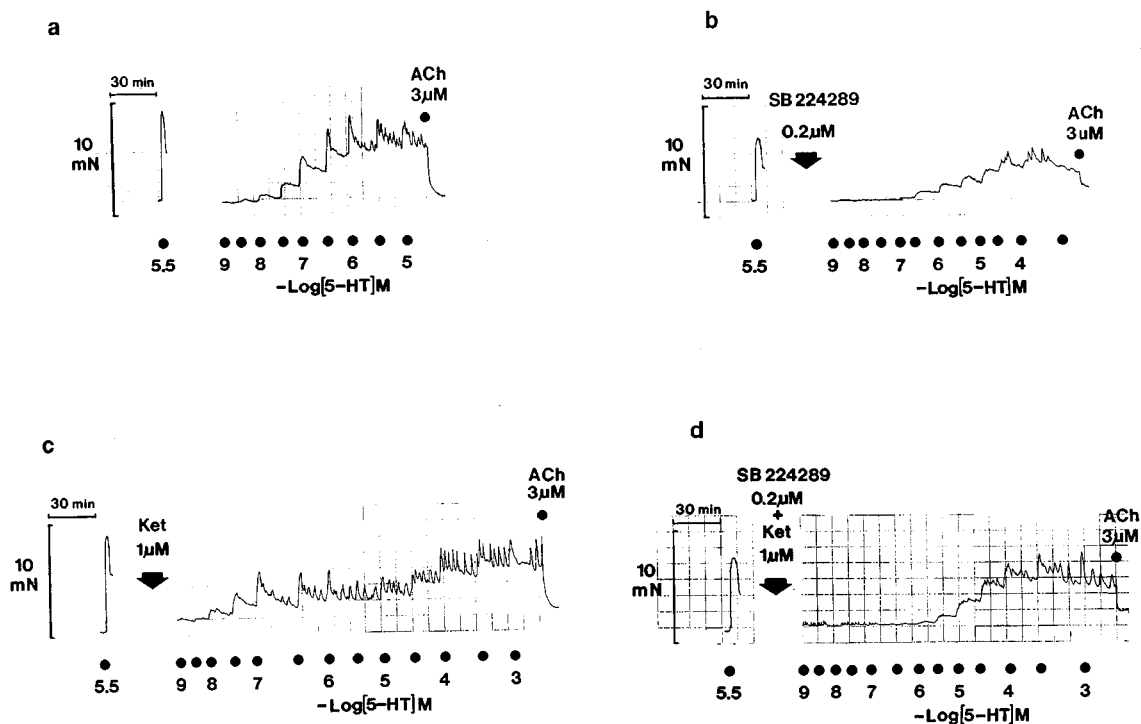 a
30 min
10
mN
ACh
3µM
5.5
9 8 7 6 5
−Log[5−HT]M
b
30 min
10
mN
SB 224289
0.2µM
ACh
3uM
5.5
9 8 7 6 5 4
−Log[5−HT]M
c
30 min
10
mN
Ket
1µM
ACh
3µM
5.5
9 8 7 6 5 4 3
−Log[5−HT]M
d
30 min
10
mN
SB 224289
0.2µM
+
Ket
1µM
ACh
3µM
5.5
9 8 7 6 5 4 3
−Log[5−HT]M